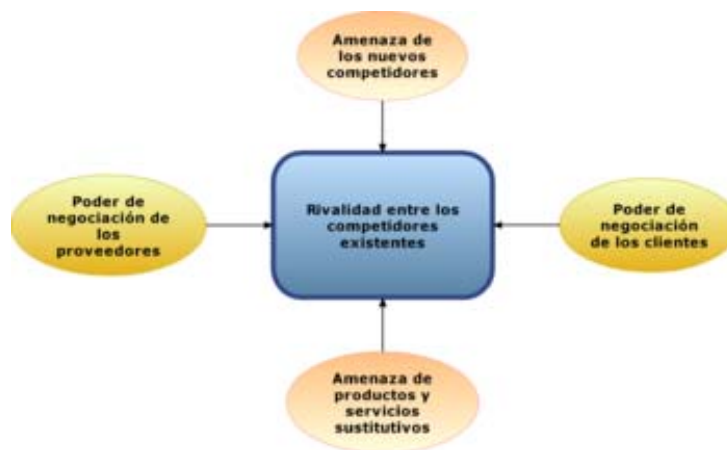 Amenaza de
los nuevos
competidores
Poder de
negociación de
los
proveedores
Rivalidad entre los
competidores
existentes
Poder de
negociación
de los clientes
Amenaza de
productos y
servicios
sustitutivos